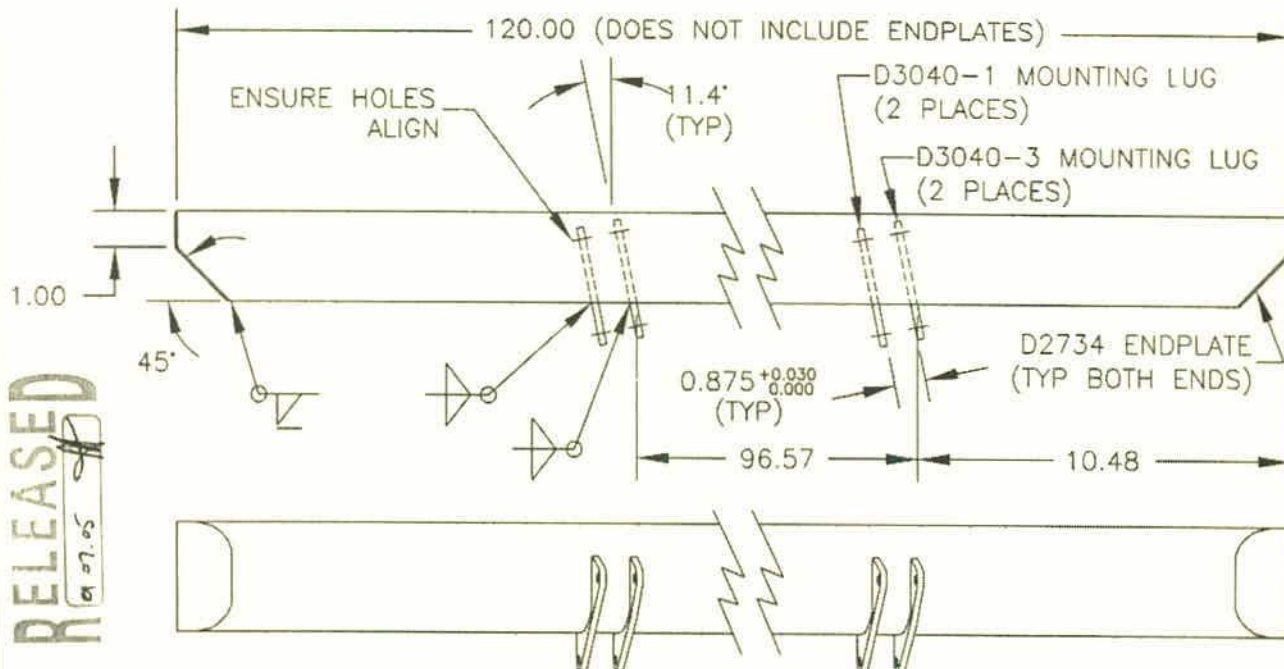 120.00 (DOES NOT INCLUDE ENDPLATES)
ENSURE HOLES
ALIGN
11.4°
(TYP)
D3040-1 MOUNTING LUG
(2 PLACES)
D3040-3 MOUNTING LUG
(2 PLACES)
1.00
45°
0.875 +0.030
0.000
(TYP)
D2734 ENDPLATE
(TYP BOTH ENDS)
96.57
10.48
RELEASED